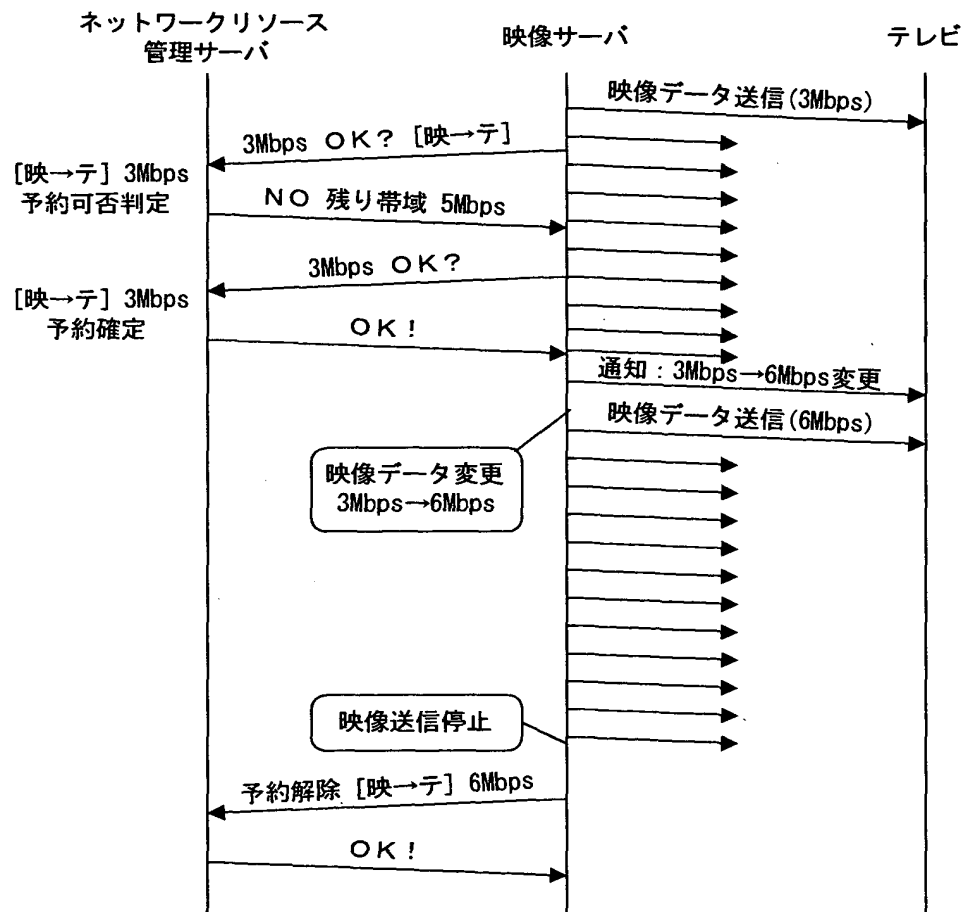 ネットワークリソース
管理サーバ
映像サーバ
テレビ
映像データ送信(3Mbps)
3Mbps OK? [映→テ]
[映→テ] 3Mbps
予約可否判定
NO 残り帯域 5Mbps
3Mbps OK?
[映→テ] 3Mbps
予約確定
OK!
通知:3Mbps→6Mbps変更
映像データ送信(6Mbps)
映像データ変更
3Mbps→6Mbps
映像送信停止
予約解除 [映→テ] 6Mbps
OK!